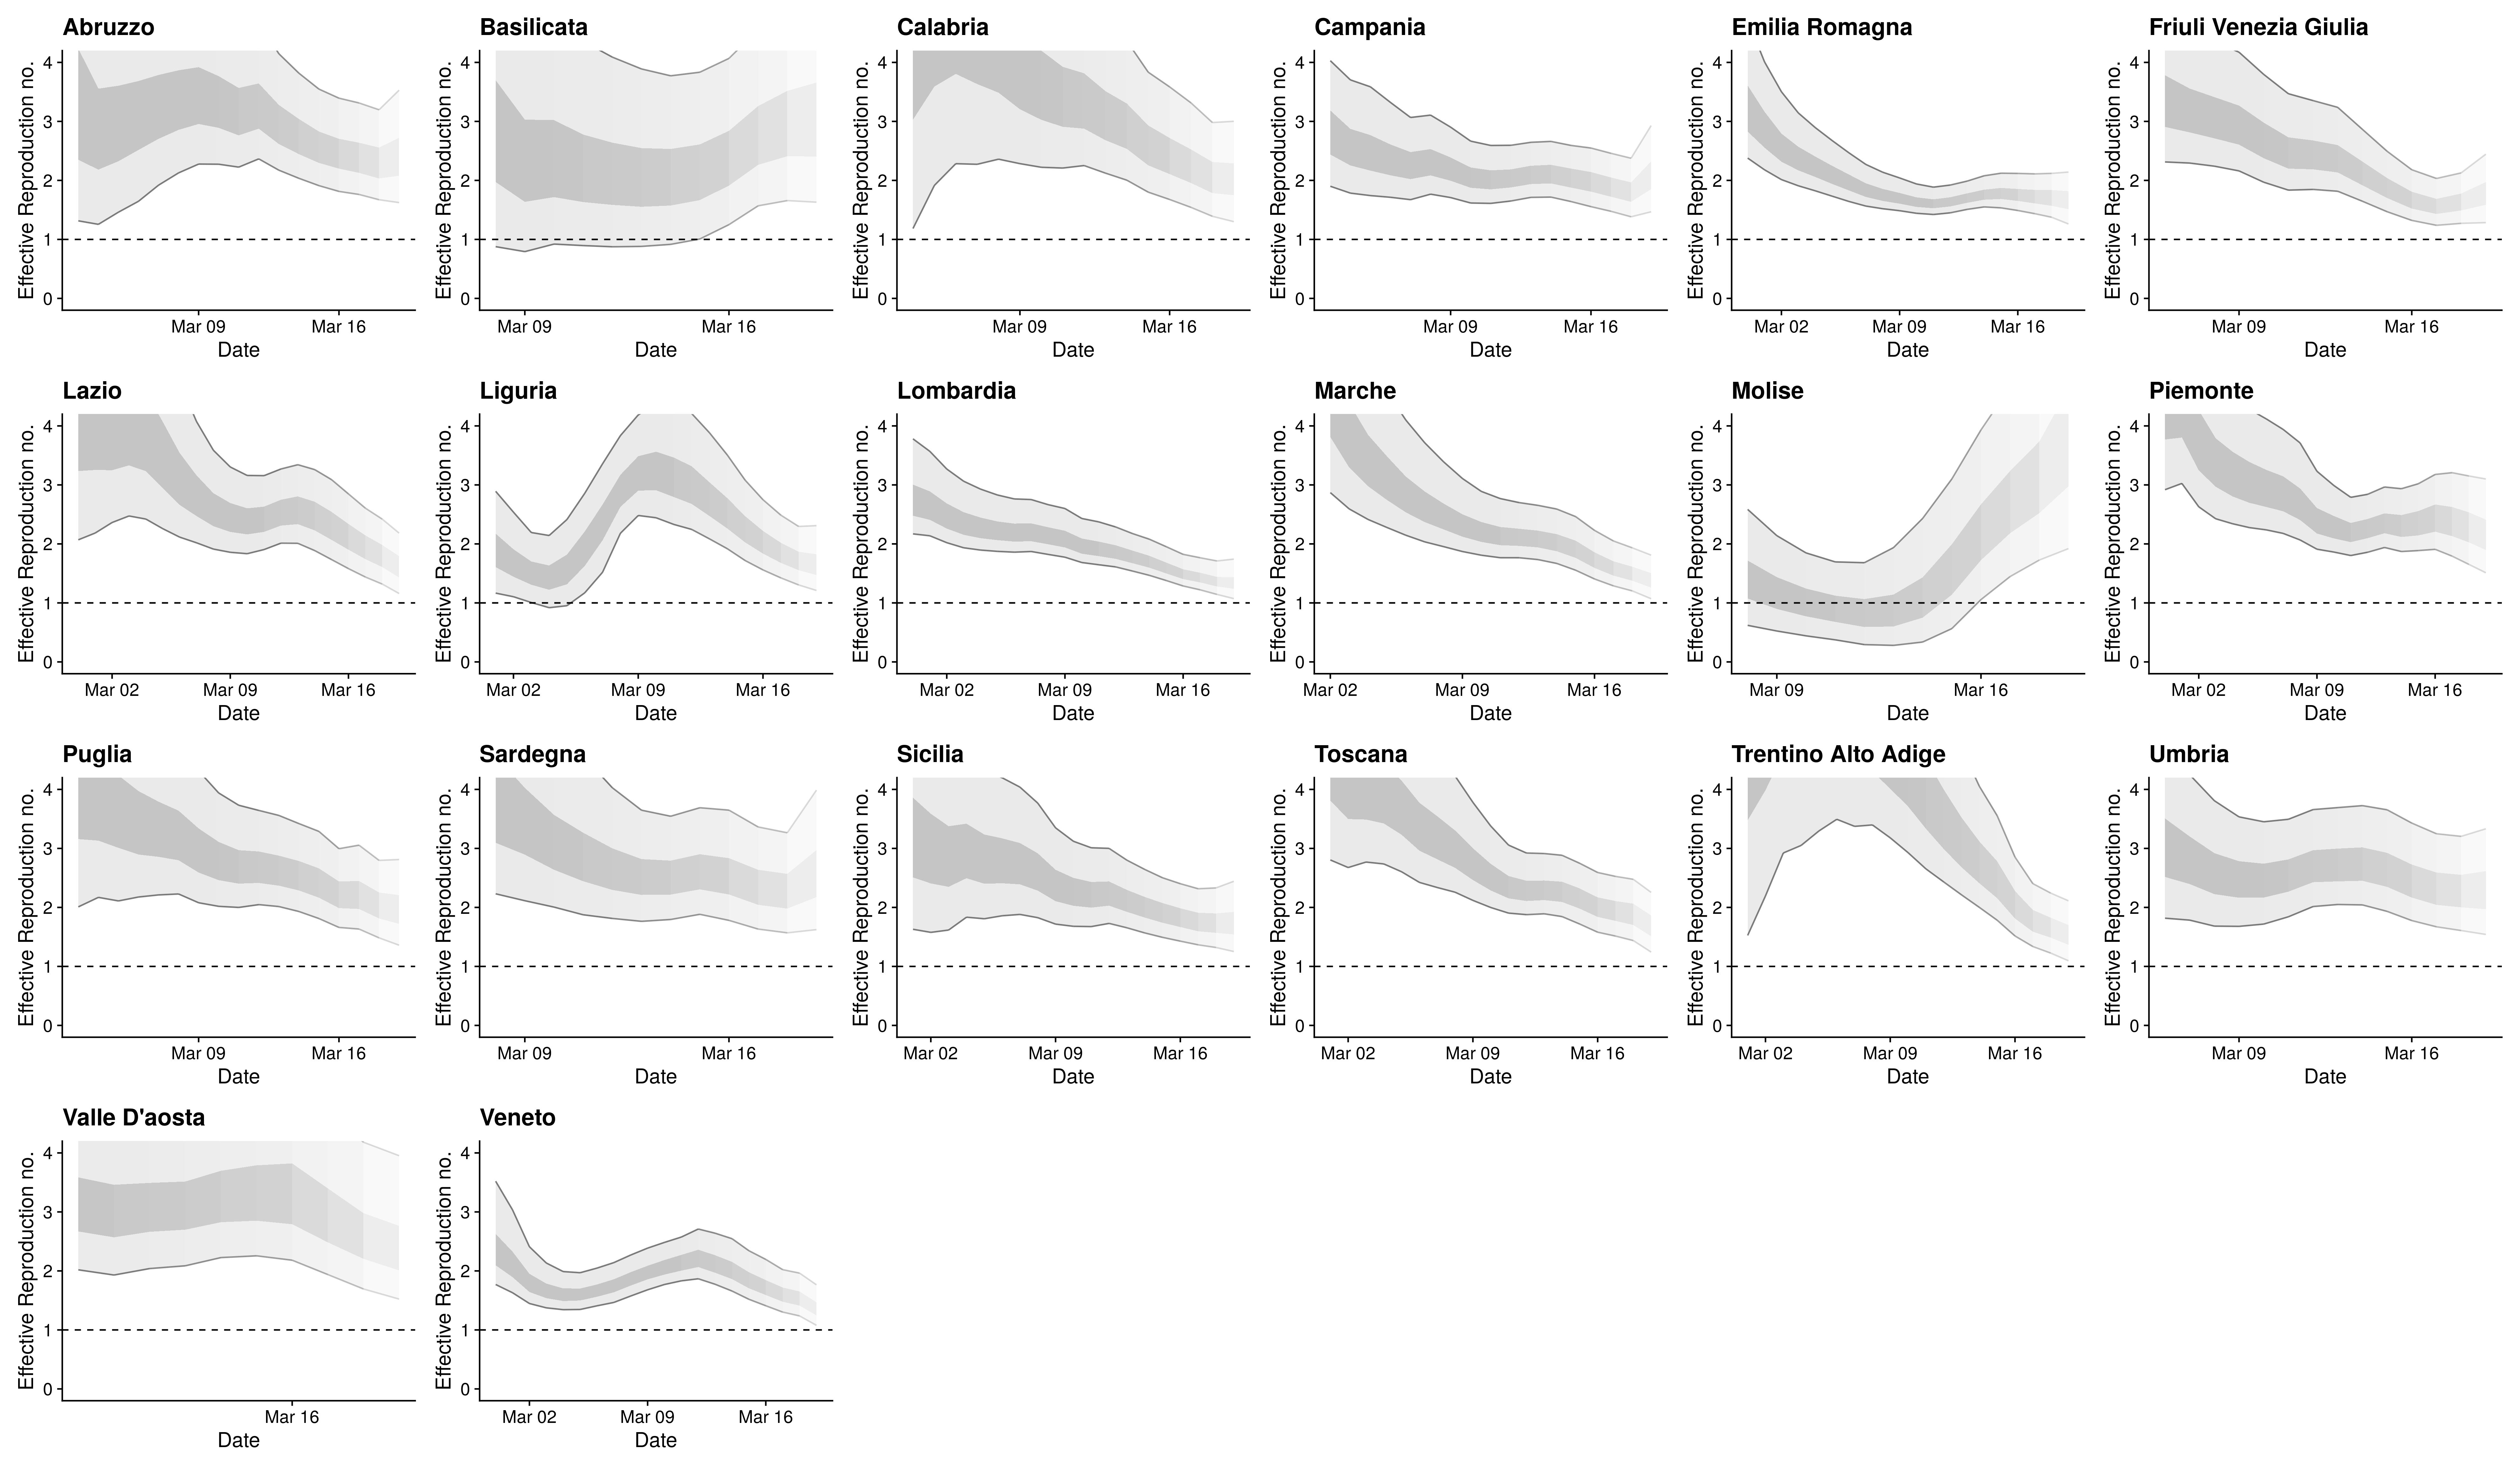 Abruzzo
Effective Reproduction no.
4
3
2
1
0
Mar 09 Mar 16
Date
Basilicata
Effective Reproduction no.
4
3
2
1
0
Mar 09 Mar 16
Date
Calabria
Effective Reproduction no.
4
3
2
1
0
Mar 09 Mar 16
Date
Campania
Effective Reproduction no.
4
3
2
1
0
Mar 09 Mar 16
Date
Emilia Romagna
Effective Reproduction no.
4
3
2
1
0
Mar 02 Mar 09 Mar 16
Date
Friuli Venezia Giulia
Effective Reproduction no.
4
3
2
1
0
Mar 09 Mar 16
Date
Lazio
Effective Reproduction no.
4
3
2
1
0
Mar 02 Mar 09 Mar 16
Date
Liguria
Effective Reproduction no.
4
3
2
1
0
Mar 02 Mar 09 Mar 16
Date
Lombardia
Effective Reproduction no.
4
3
2
1
0
Mar 02 Mar 09 Mar 16
Date
Marche
Effective Reproduction no.
4
3
2
1
0
Mar 02 Mar 09 Mar 16
Date
Molise
Effective Reproduction no.
4
3
2
1
0
Mar 09 Mar 16
Date
Piemonte
Effective Reproduction no.
4
3
2
1
0
Mar 02 Mar 09 Mar 16
Date
Puglia
Effective Reproduction no.
4
3
2
1
0
Mar 09 Mar 16
Date
Sardegna
Effective Reproduction no.
4
3
2
1
0
Mar 09 Mar 16
Date
Sicilia
Effective Reproduction no.
4
3
2
1
0
Mar 02 Mar 09 Mar 16
Date
Toscana
Effective Reproduction no.
4
3
2
1
0
Mar 02 Mar 09 Mar 16
Date
Trentino Alto Adige
Effective Reproduction no.
4
3
2
1
0
Mar 02 Mar 09 Mar 16
Date
Umbria
Effective Reproduction no.
4
3
2
1
0
Mar 09 Mar 16
Date
Valle D'aosta
Effective Reproduction no.
4
3
2
1
0
Mar 16
Date
Veneto
Effective Reproduction no.
4
3
2
1
0
Mar 02 Mar 09 Mar 16
Date